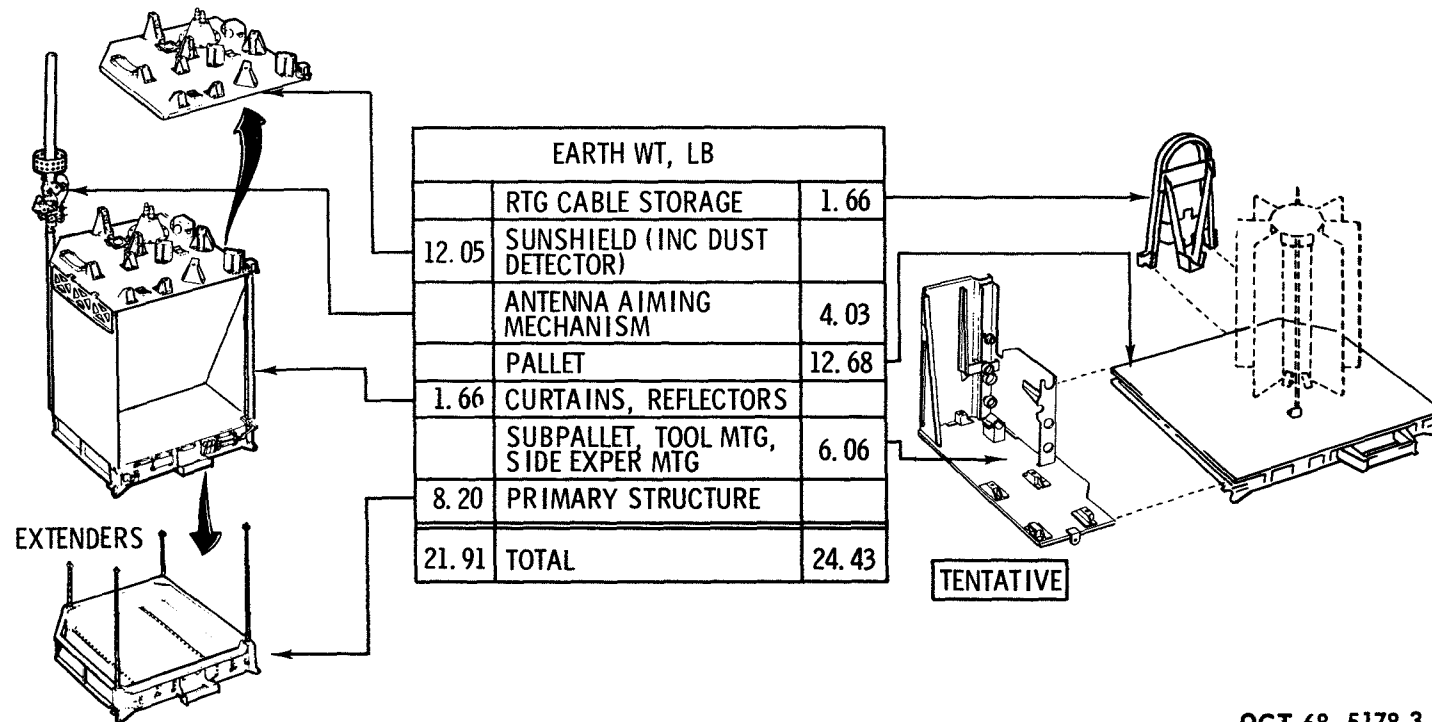 EARTH WT, LB
RTG CABLE STORAGE 1.66
12.05 SUNSHIELD (INC DUST
DETECTOR)
ANTENNA AIMING
MECHANISM 4.03
PALLET 12.68
1.66 CURTAINS, REFLECTORS
SUBPALLET, TOOL MTG,
SIDE EXPER MTG 6.06
8.20 PRIMARY STRUCTURE
21.91 TOTAL 24.43
EXTENDERS
TENTATIVE
OCT 68 5178.3